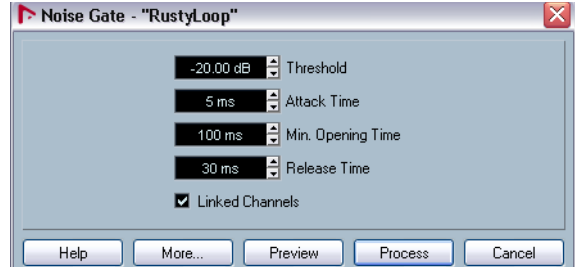 Noise Gate - "RustyLoop"
-20.00 dB Threshold
5 ms Attack Time
100 ms Min. Opening Time
30 ms Release Time
Linked Channels
Help More... Preview Process Cancel